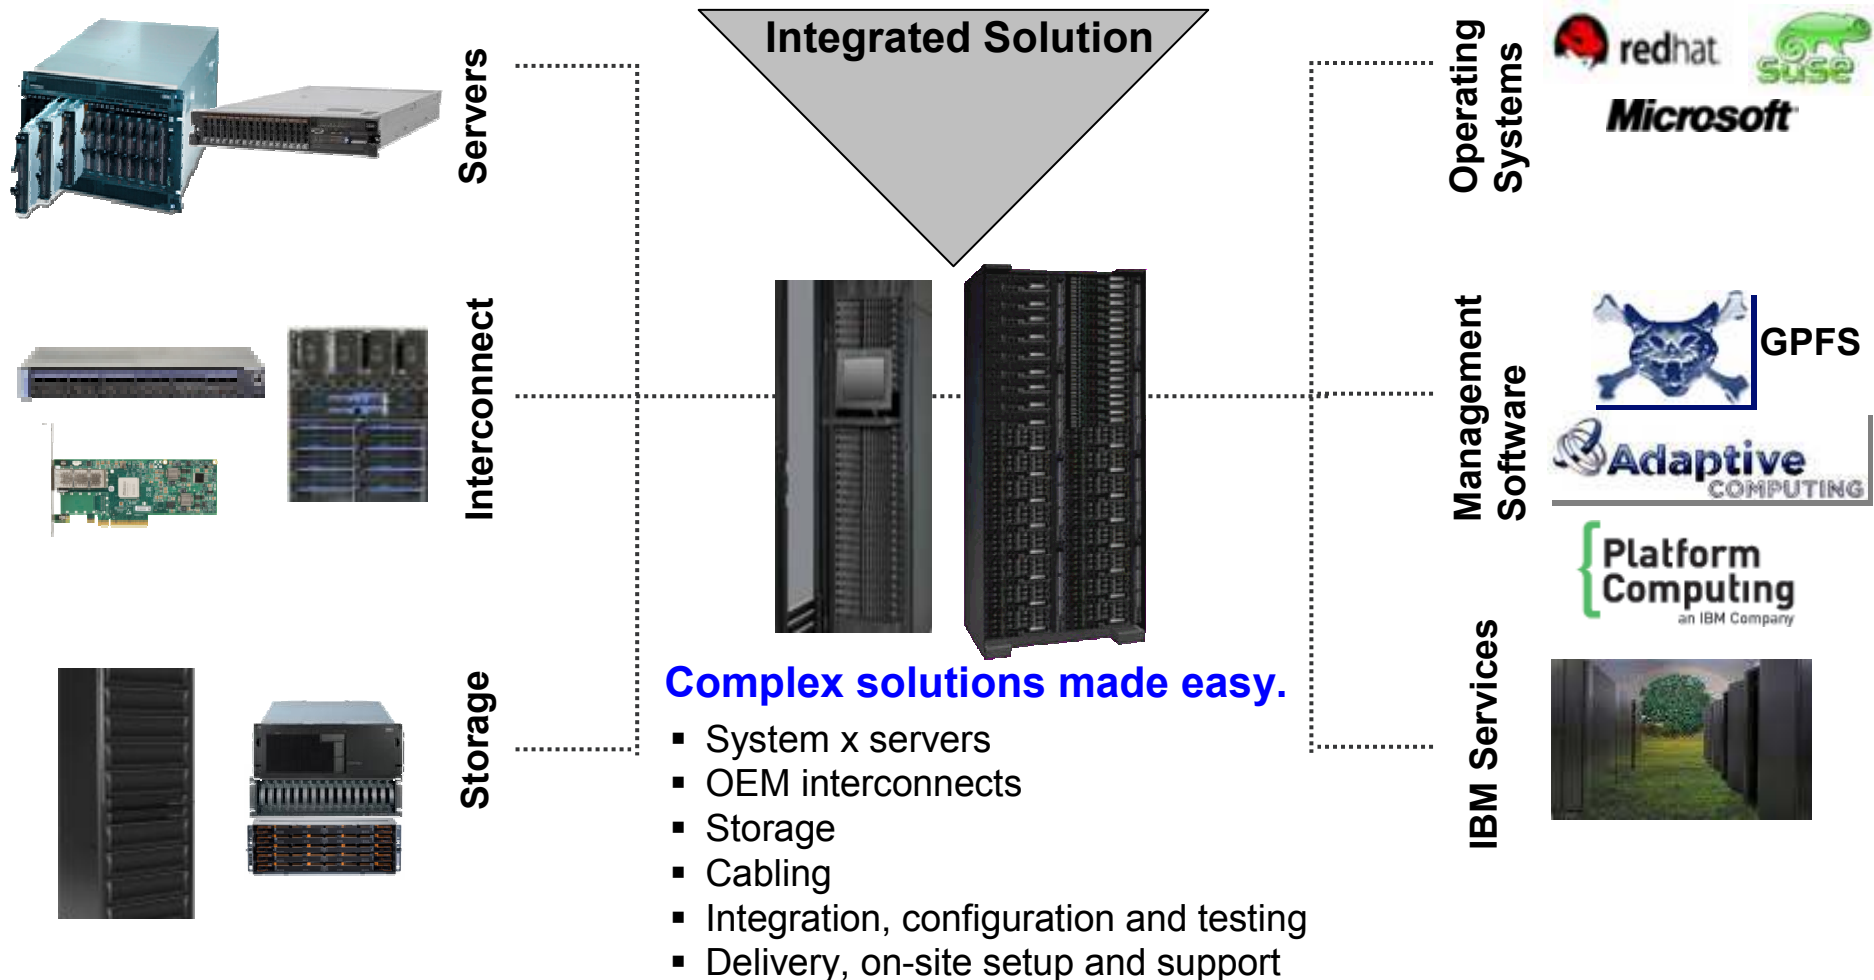 Integrated Solution
Servers
Interconnect
Storage
Operating
Systems
redhat
SUSE
Microsoft
Management
Software
GPFS
Adaptive
COMPUTING
Platform
Computing
an IBM Company
IBM Services
Complex solutions made easy.
▪ System x servers
▪ OEM interconnects
▪ Storage
▪ Cabling
▪ Integration, configuration and testing
▪ Delivery, on-site setup and support